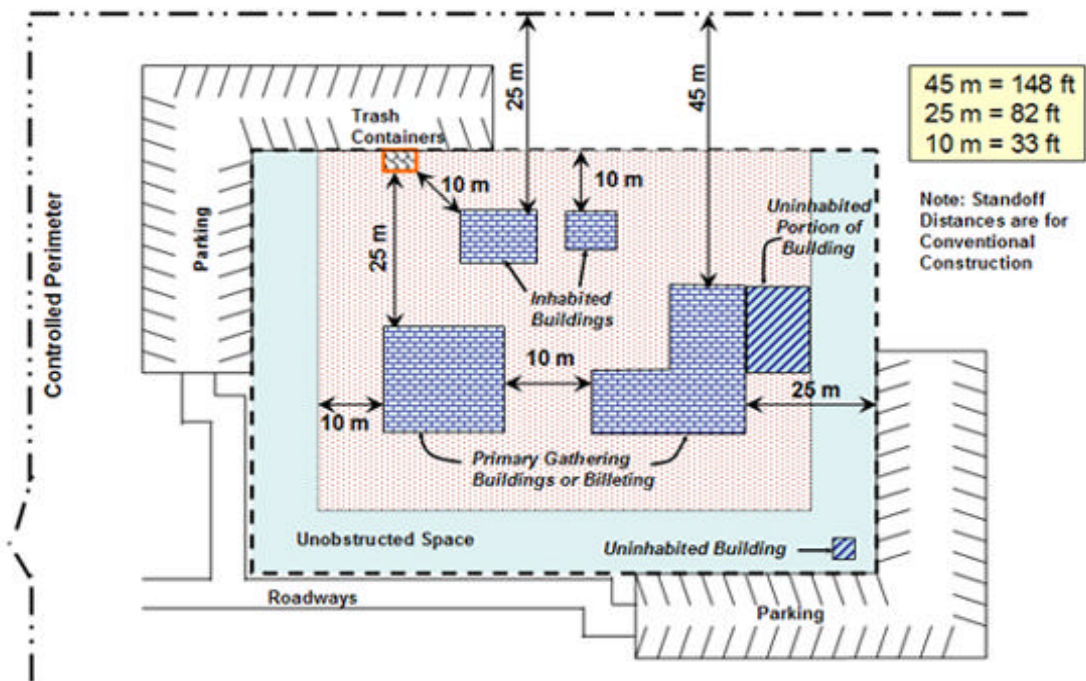 Controlled Perimeter
Parking
Trash
Containers
25 m
45 m
45 m = 148 ft
25 m = 82 ft
10 m = 33 ft
Note: Standoff
Distances are for
Conventional
Construction
10 m
10 m
Uninhabited
Portion of
Building
25 m
Inhabited
Buildings
10 m
25 m
10 m
Primary Gathering
Buildings or Billeting
Unobstructed Space
Uninhabited Building
Roadways
Parking